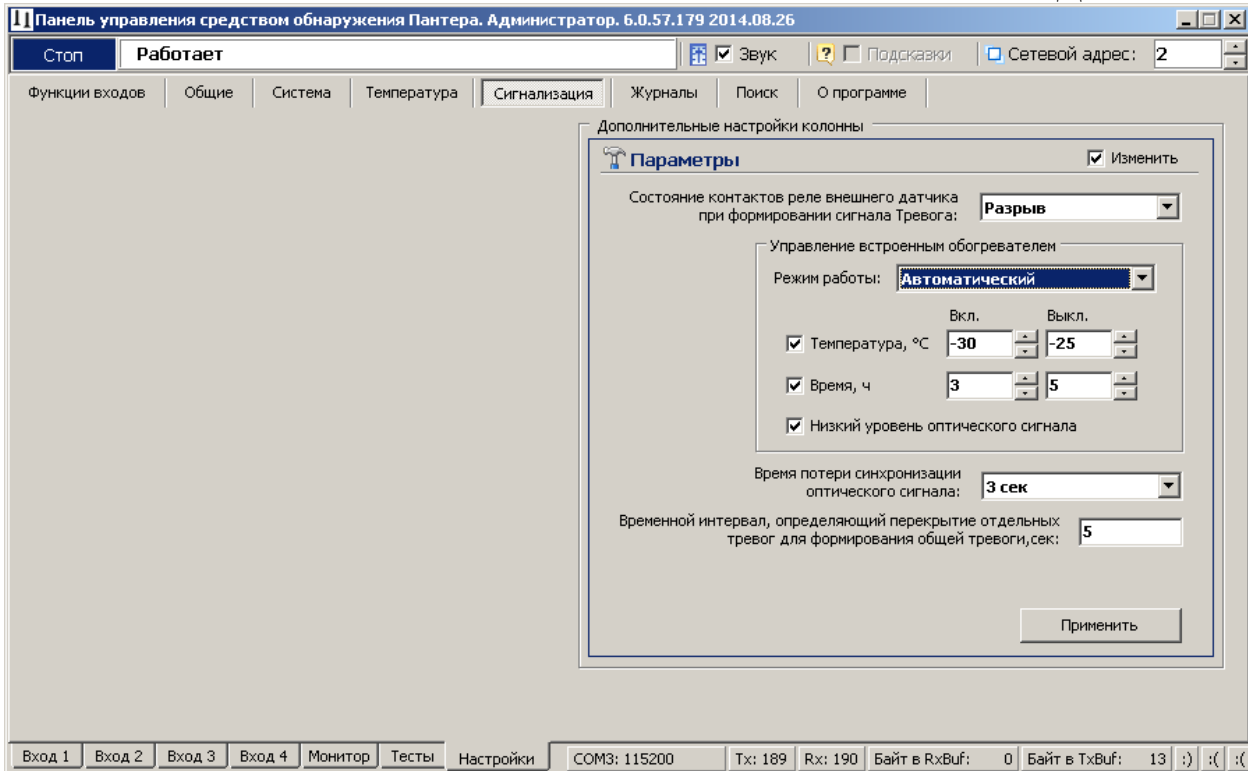 Панель управления средством обнаружения Пантера. Администратор. 6.0.57.179 2014.08.26
Стоп Работает Звук Подсказки Сетевой адрес: 2
Функции входов Общие Система Температура Сигнализация Журналы Поиск О программе
Дополнительные настройки колонны
Параметры Изменить
Состояние контактов реле внешнего датчика
при формировании сигнала Тревога: Разрыв
Управление встроенным обогревателем
Режим работы: Автоматический
Вкл. Выкл.
Температура, °C -30 -25
Время, ч 3 5
Низкий уровень оптического сигнала
Время потери синхронизации
оптического сигнала: 3 сек
Временной интервал, определяющий перекрытие отдельных
тревог для формирования общей тревоги,сек: 5
Применить
Вход 1 Вход 2 Вход 3 Вход 4 Монитор Тесты Настройки COM3: 115200 Tx: 189 Rx: 190 Байт в RxBuf: 0 Байт в TxBuf: 13 :) :( :(